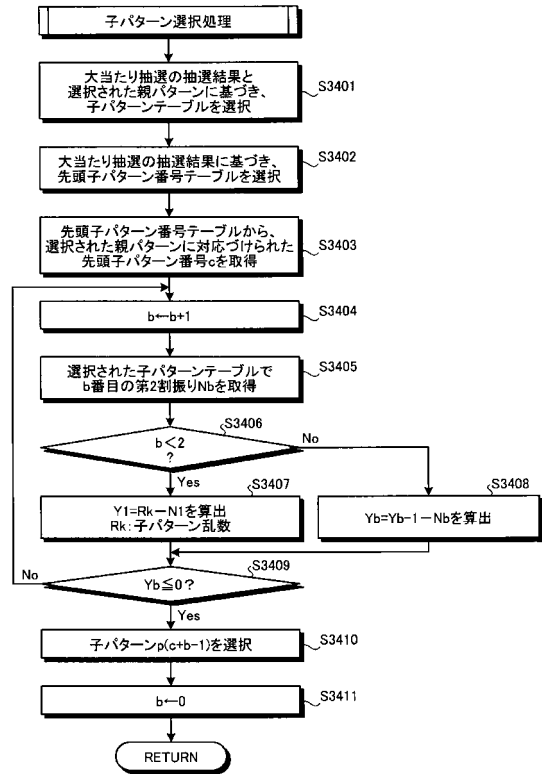 子パターン選択処理
大当たり抽選の抽選結果と
選択された親パターンに基づき、
子パターンテーブルを選択
S3401
大当たり抽選の抽選結果に基づき、
先頭子パターン番号テーブルを選択
S3402
先頭子パターン番号テーブルから、
選択された親パターンに対応づけられた
先頭子パターン番号cを取得
S3403
b←b+1
S3404
選択された子パターンテーブルで
b番目の第2割振りNbを取得
S3405
S3406
b<2
?
No
Yes
S3407
Y1=Rk-N1を算出
Rk:子パターン乱数
S3408
Yb=Yb-1-Nbを算出
S3409
Yb≦0?
No
Yes
子パターンp(c+b-1)を選択
S3410
b←0
S3411
RETURN